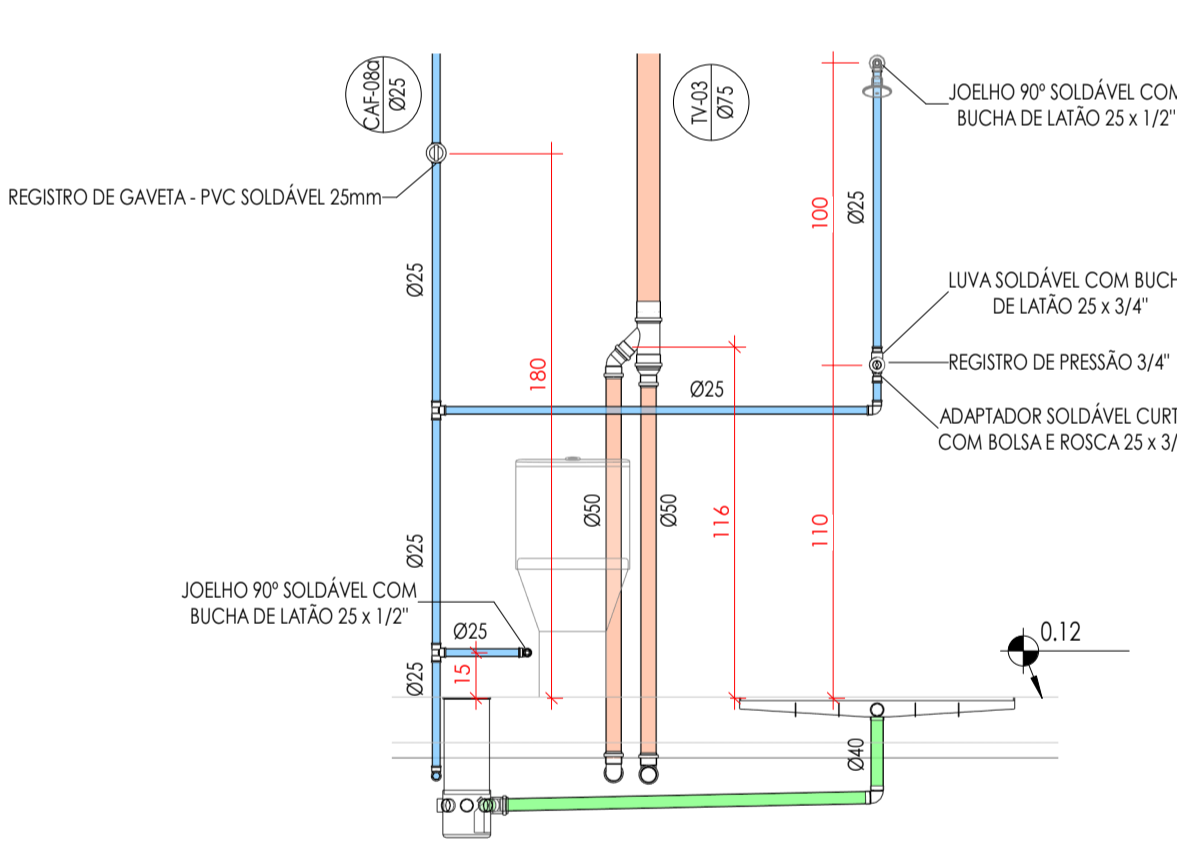 CAF-08a
Ø25
TV-03
Ø75
JOELHO 90º SOLDÁVEL COM
BUCHA DE LATÃO 25 x 1/2"
REGISTRO DE GAVETA - PVC SOLDÁVEL 25mm
100
Ø25
Ø25
LUVA SOLDÁVEL COM BUCH
DE LATÃO 25 x 3/4"
180
REGISTRO DE PRESSÃO 3/4"
Ø25
ADAPTADOR SOLDÁVEL CURT
COM BOLSA E ROSCA 25 x 3/
Ø50
Ø50
116
110
Ø25
JOELHO 90º SOLDÁVEL COM
BUCHA DE LATÃO 25 x 1/2"
Ø25
0.12
Ø25
15
Ø40